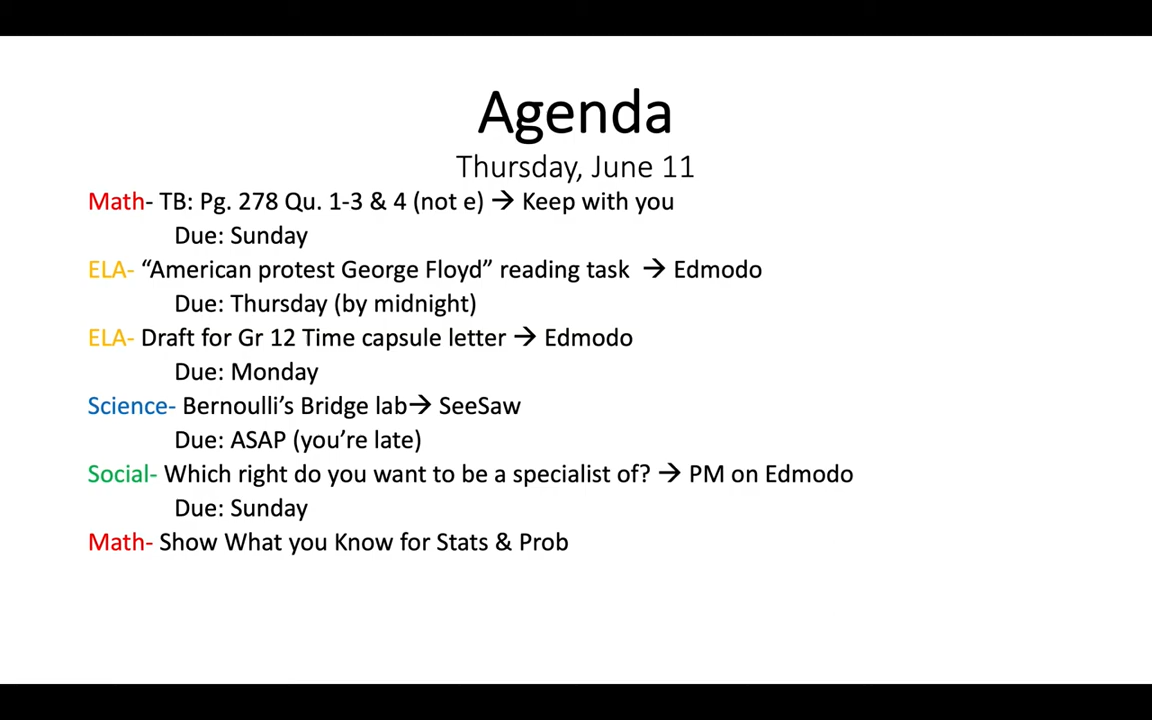 Agenda
Thursday, June 11
Math- TB: Pg. 278 Qu. 1-3 & 4 (not e) → Keep with you
Due: Sunday
ELA- “American protest George Floyd” reading task → Edmodo
Due: Thursday (by midnight)
ELA- Draft for Gr 12 Time capsule letter → Edmodo
Due: Monday
Science- Bernoulli’s Bridge lab→ SeeSaw
Due: ASAP (you’re late)
Social- Which right do you want to be a specialist of? → PM on Edmodo
Due: Sunday
Math- Show What you Know for Stats & Prob